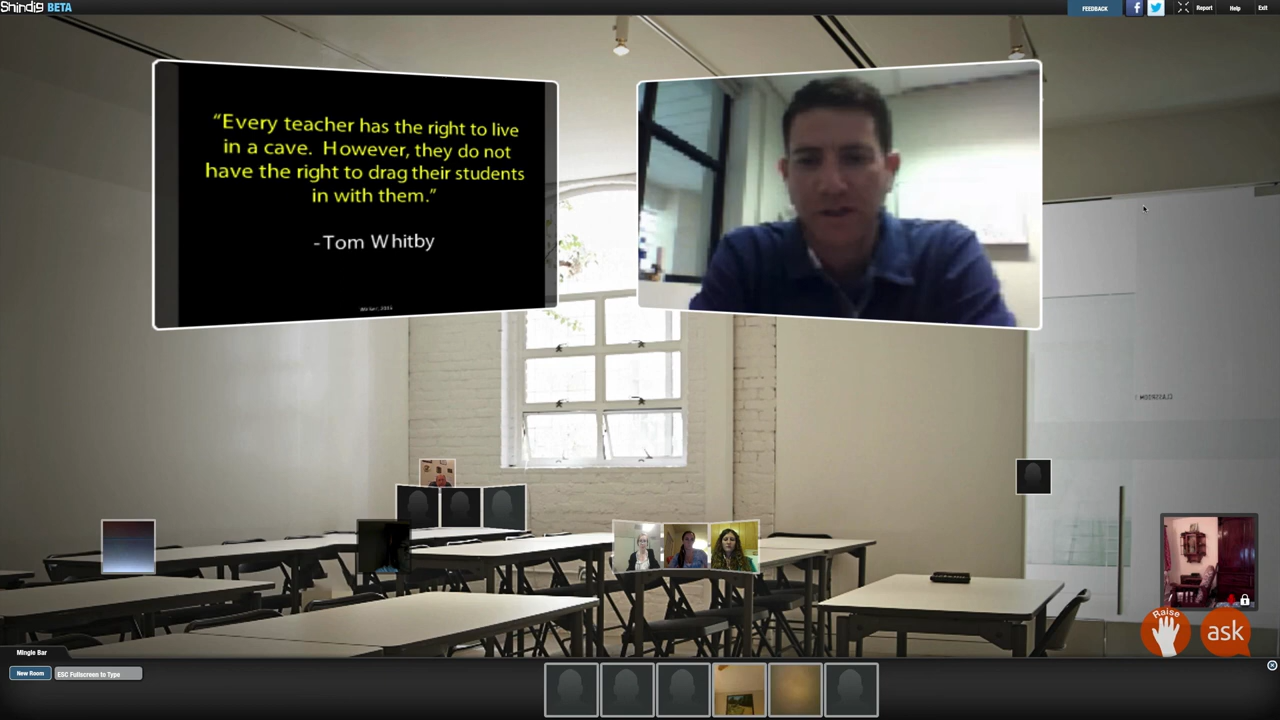 Shindig BETA
FEEDBACK
Report
Help
Exit
“Every teacher has the right to live
in a cave. However, they do not
have the right to drag their students
in with them.”
-Tom Whitby
CLASSROOM
Raise
ask
Mingle Bar
New Room
ESC Fullscreen to Type